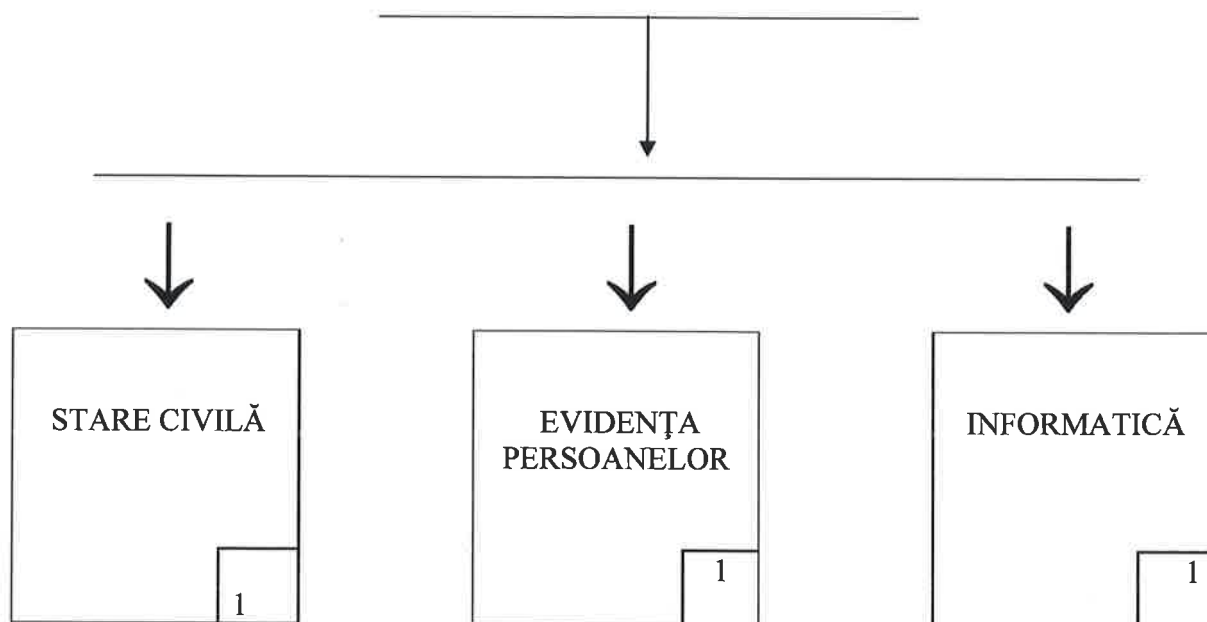 STARE CIVILĂ
EVIDENŢA
PERSOANELOR
INFORMATICĂ
1
1
1